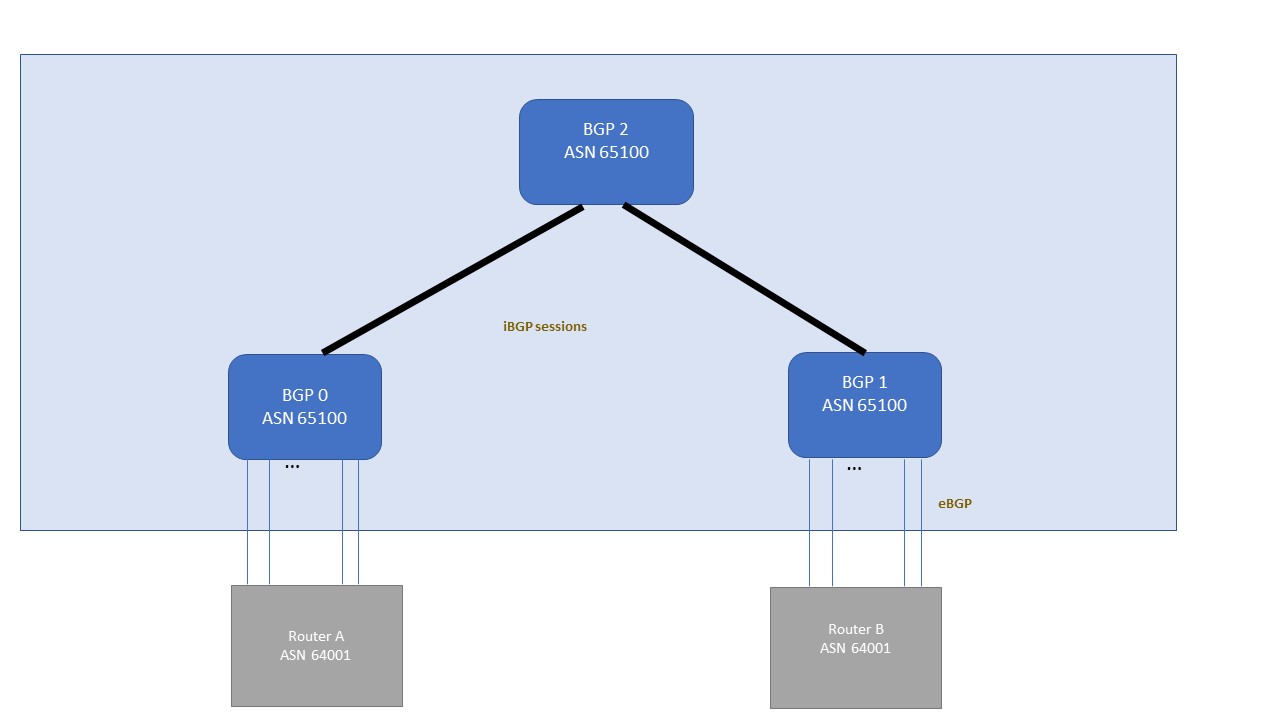 BGP 2
ASN 65100
iBGP sessions
BGP 0
ASN 65100
...
BGP 1
ASN 65100
...
eBGP
Router A
ASN 64001
Router B
ASN 64001